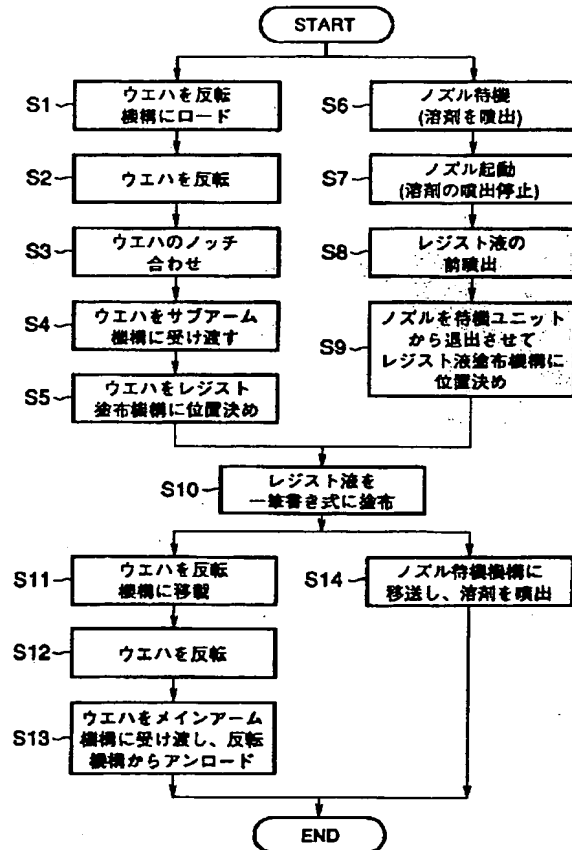 START
S1
ウエハを反転
機構にロード
S2
ウエハを反転
S3
ウエハのノッチ
合わせ
S4
ウエハをサブアーム
機構に受け渡す
S5
ウエハをレジスト
塗布機構に位置決め
S6
ノズル待機
(溶剤を噴出)
S7
ノズル起動
(溶剤の噴出停止)
S8
レジスト液の
前噴出
S9
ノズルを待機ユニット
から退出させて
レジスト液塗布機構に
位置決め
S10
レジスト液を
一筆書き式に塗布
S11
ウエハを反転
機構に移載
S12
ウエハを反転
S13
ウエハをメインアーム
機構に受け渡し、反転
機構からアンロード
S14
ノズル待機機構に
移送し、溶剤を噴出
END